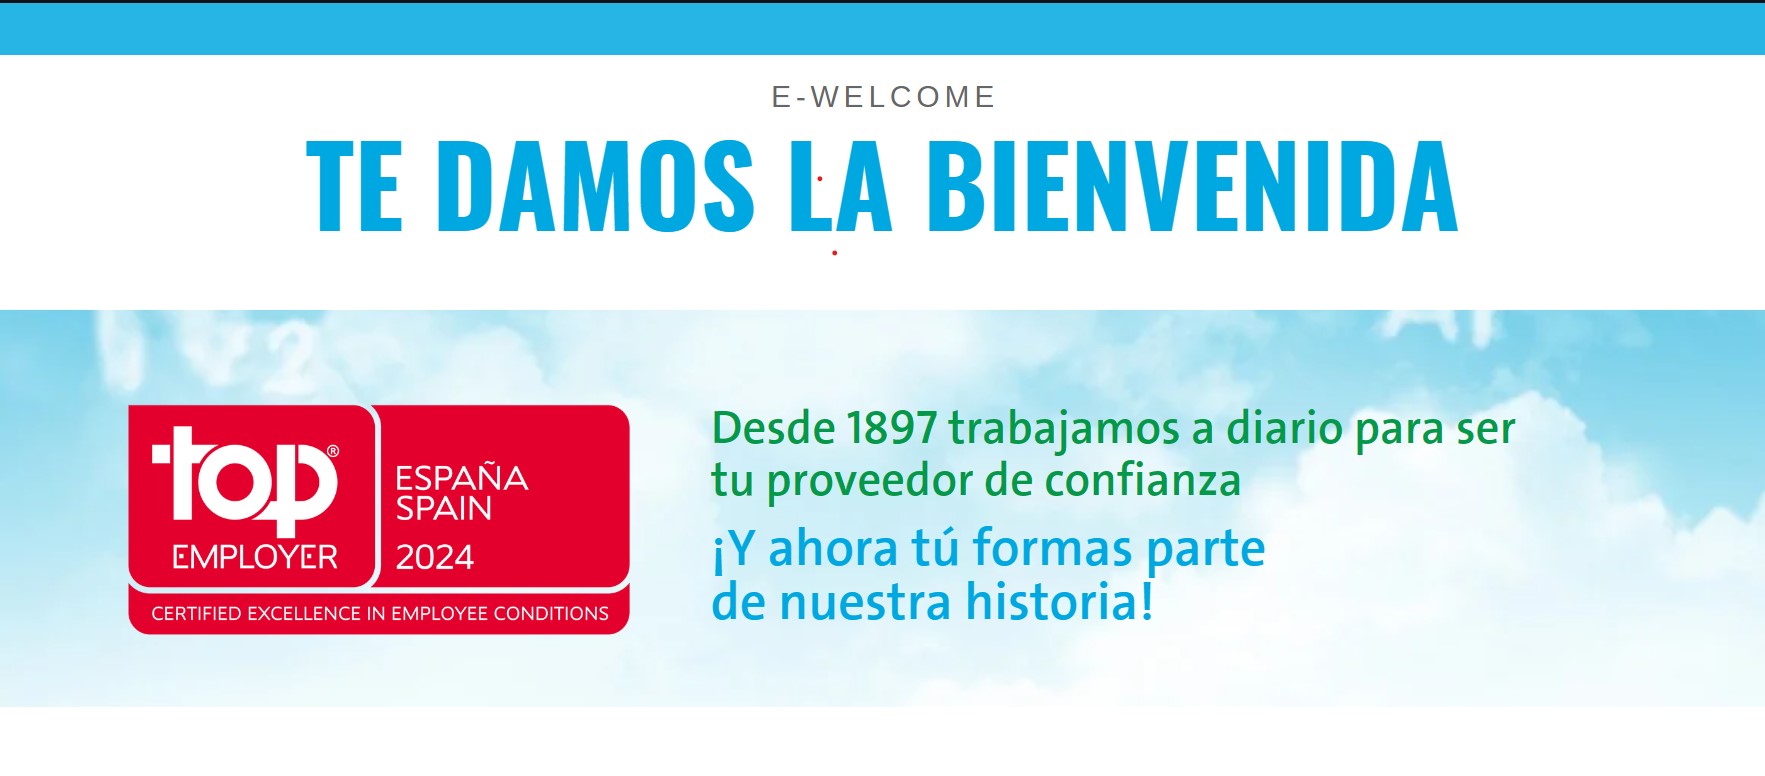 E-WELCOME
TE DAMOS LA BIENVENIDA
top®
EMPLOYER
ESPAÑA
SPAIN
2024
CERTIFIED EXCELLENCE IN EMPLOYEE CONDITIONS
Desde 1897 trabajamos a diario para ser
tu proveedor de confianza
¡Y ahora tú formas parte
de nuestra historia!